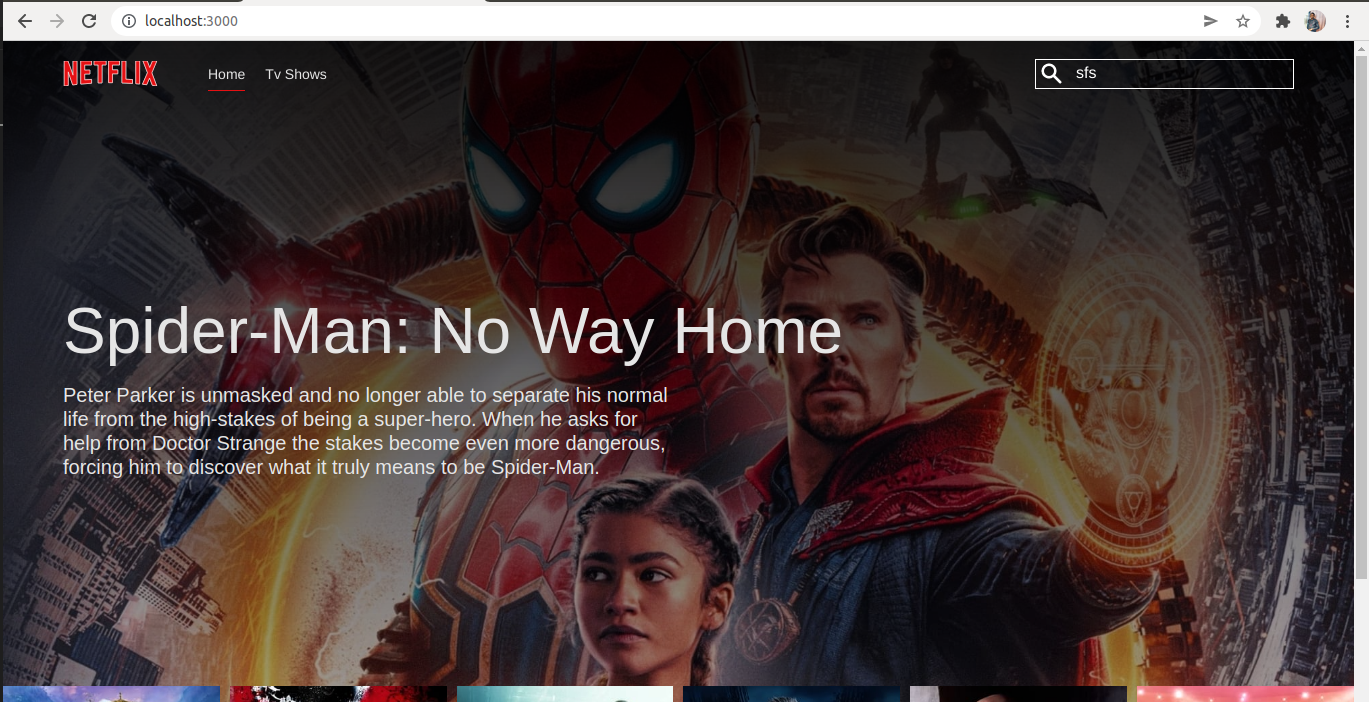 localhost:3000
NETFLIX
Home
Tv Shows
sfs
Spider-Man: No Way Home
Peter Parker is unmasked and no longer able to separate his normal
life from the high-stakes of being a super-hero. When he asks for
help from Doctor Strange the stakes become even more dangerous,
forcing him to discover what it truly means to be Spider-Man.